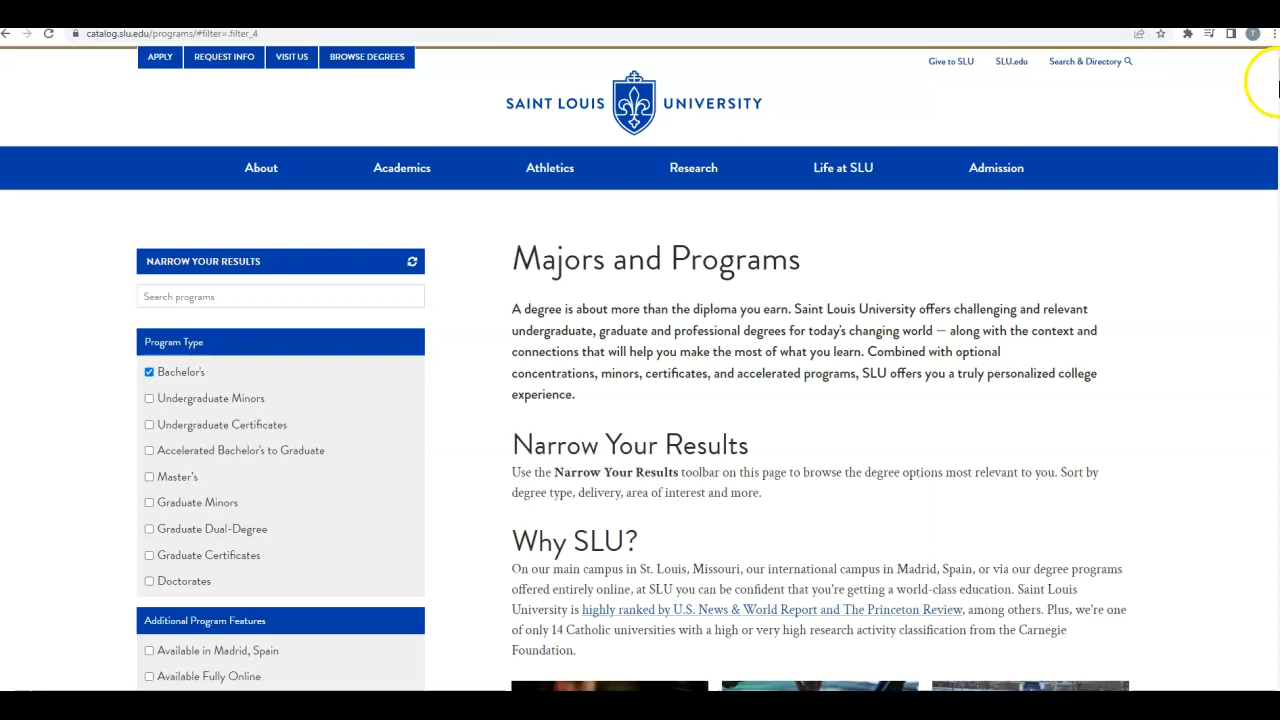 catalog.slu.edu/programs/#filter=.filter_4
T
APPLY
REQUEST INFO
VISIT US
BROWSE DEGREES
Give to SLU
SLU.edu
Search & Directory
SAINT LOUIS UNIVERSITY
About
Academics
Athletics
Research
Life at SLU
Admission
NARROW YOUR RESULTS
Search programs
Program Type
Bachelor's
Undergraduate Minors
Undergraduate Certificates
Accelerated Bachelor's to Graduate
Master's
Graduate Minors
Graduate Dual-Degree
Graduate Certificates
Doctorates
Additional Program Features
Available in Madrid, Spain
Available Fully Online
Majors and Programs
A degree is about more than the diploma you earn. Saint Louis University offers challenging and relevant
undergraduate, graduate and professional degrees for today's changing world — along with the context and
connections that will help you make the most of what you learn. Combined with optional
concentrations, minors, certificates, and accelerated programs, SLU offers you a truly personalized college
experience.
Narrow Your Results
Use the Narrow Your Results toolbar on this page to browse the degree options most relevant to you. Sort by
degree type, delivery, area of interest and more.
Why SLU?
On our main campus in St. Louis, Missouri, our international campus in Madrid, Spain, or via our degree programs
offered entirely online, at SLU you can be confident that you're getting a world-class education. Saint Louis
University is highly ranked by U.S. News & World Report and The Princeton Review, among others. Plus, we're one
of only 14 Catholic universities with a high or very high research activity classification from the Carnegie
Foundation.